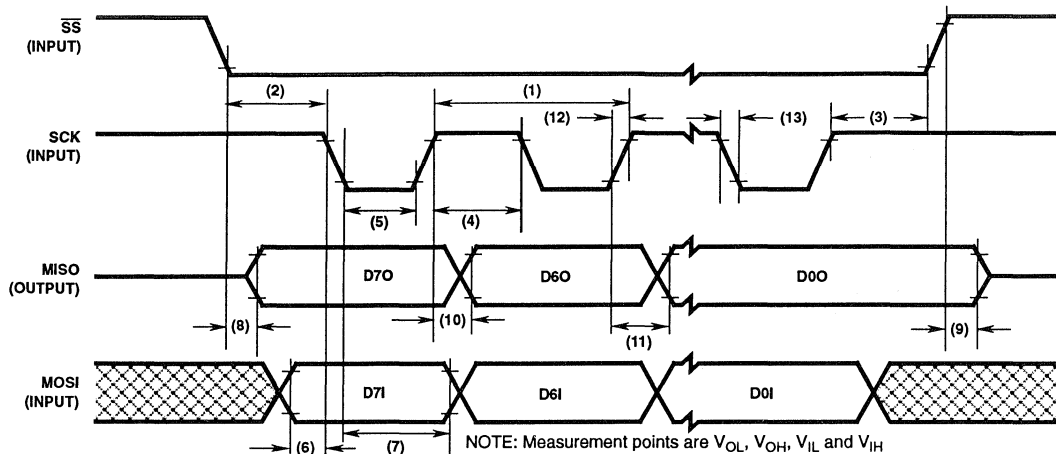 SS
(INPUT)
(2)
(1)
(12)
(13)
(3)
SCK
(INPUT)
(5)
(4)
MISO
(OUTPUT)
D7O
D6O
D0O
(8)
(10)
(11)
(9)
MOSI
(INPUT)
D7I
D6I
D0I
(6)
(7)
NOTE: Measurement points are VOL, VOH, VIL and VIH